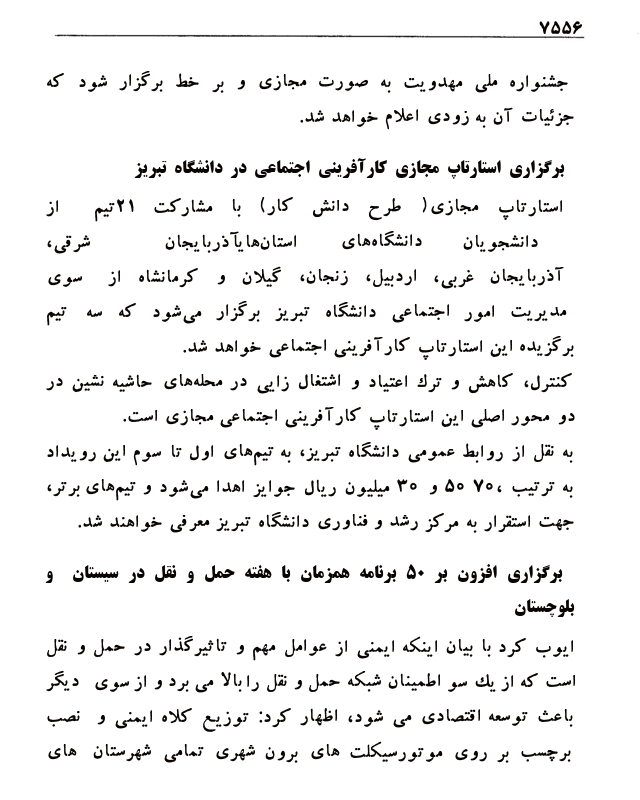 ۷۵۵۶
جشنواره ملی مهدویت به صورت مجازی و بر خط برگزار شود که
جزئیات آن به زودی اعلام خواهد شد.
برگزاری استارتاپ مجازی کارآفرینی اجتماعی در دانشگاه تبریز
استارتاپ مجازی( طرح دانش کار) با مشارکت ۲۱تیم از
دانشجویان دانشگاه‌های استان‌هایآذربایجان شرقی،
آذربایجان غربی، اردبیل، زنجان، گیلان و کرمانشاه از سوی
مدیریت امور اجتماعی دانشگاه تبریز برگزار می‌شود که سه تیم
برگزیده این استارتاپ کارآفرینی اجتماعی خواهد شد.
کنترل، کاهش و ترك اعتیاد و اشتغال زایی در محله‌های حاشیه نشین در
دو محور اصلی این استارتاپ کارآفرینی اجتماعی مجازی است.
به نقل از روابط عمومی دانشگاه تبریز، به تیم‌های اول تا سوم این رویداد
به ترتیب ،۷۰ ۵۰ و ۳۰ میلیون ریال جوایز اهدا می‌شود و تیم‌های برتر،
جهت استقرار به مرکز رشد و فناوری دانشگاه تبریز معرفی خواهند شد.
برگزاری افزون بر ۵۰ برنامه همزمان با هفته حمل و نقل در سیستان و
بلوچستان
ایوب کرد با بیان اینکه ایمنی از عوامل مهم و تاثیرگذار در حمل و نقل
است که از يك سو اطمینان شبکه حمل و نقل را بالا می برد و از سوی دیگر
باعث توسعه اقتصادی می شود، اظهار کرد: توزیع کلاه ایمنی و نصب
برچسب بر روی موتورسیکلت های برون شهری تمامی شهرستان های